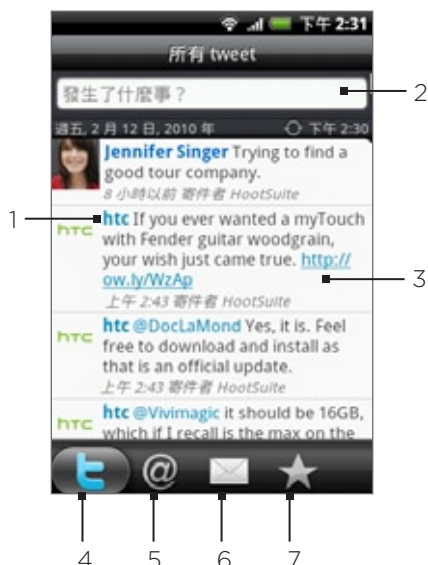 下午 2:31
所有 tweet
發生了什麼事？
2
週五, 2 月 12 日, 2010 年 下午 2:30
Jennifer Singer Trying to find a
good tour company.
8 小時以前 寄件者 HootSuite
1
hTC
htc If you ever wanted a myTouch
with Fender guitar woodgrain,
your wish just came true. http://
ow.ly/WzAp
3
上午 2:43 寄件者 HootSuite
hTC
htc @DocLaMond Yes, it is. Feel
free to download and install as
that is an official update.
上午 2:43 寄件者 HootSuite
hTC
htc @Vivimagic it should be 16GB,
which if I recall is the max on the
t @
4 5 6 7